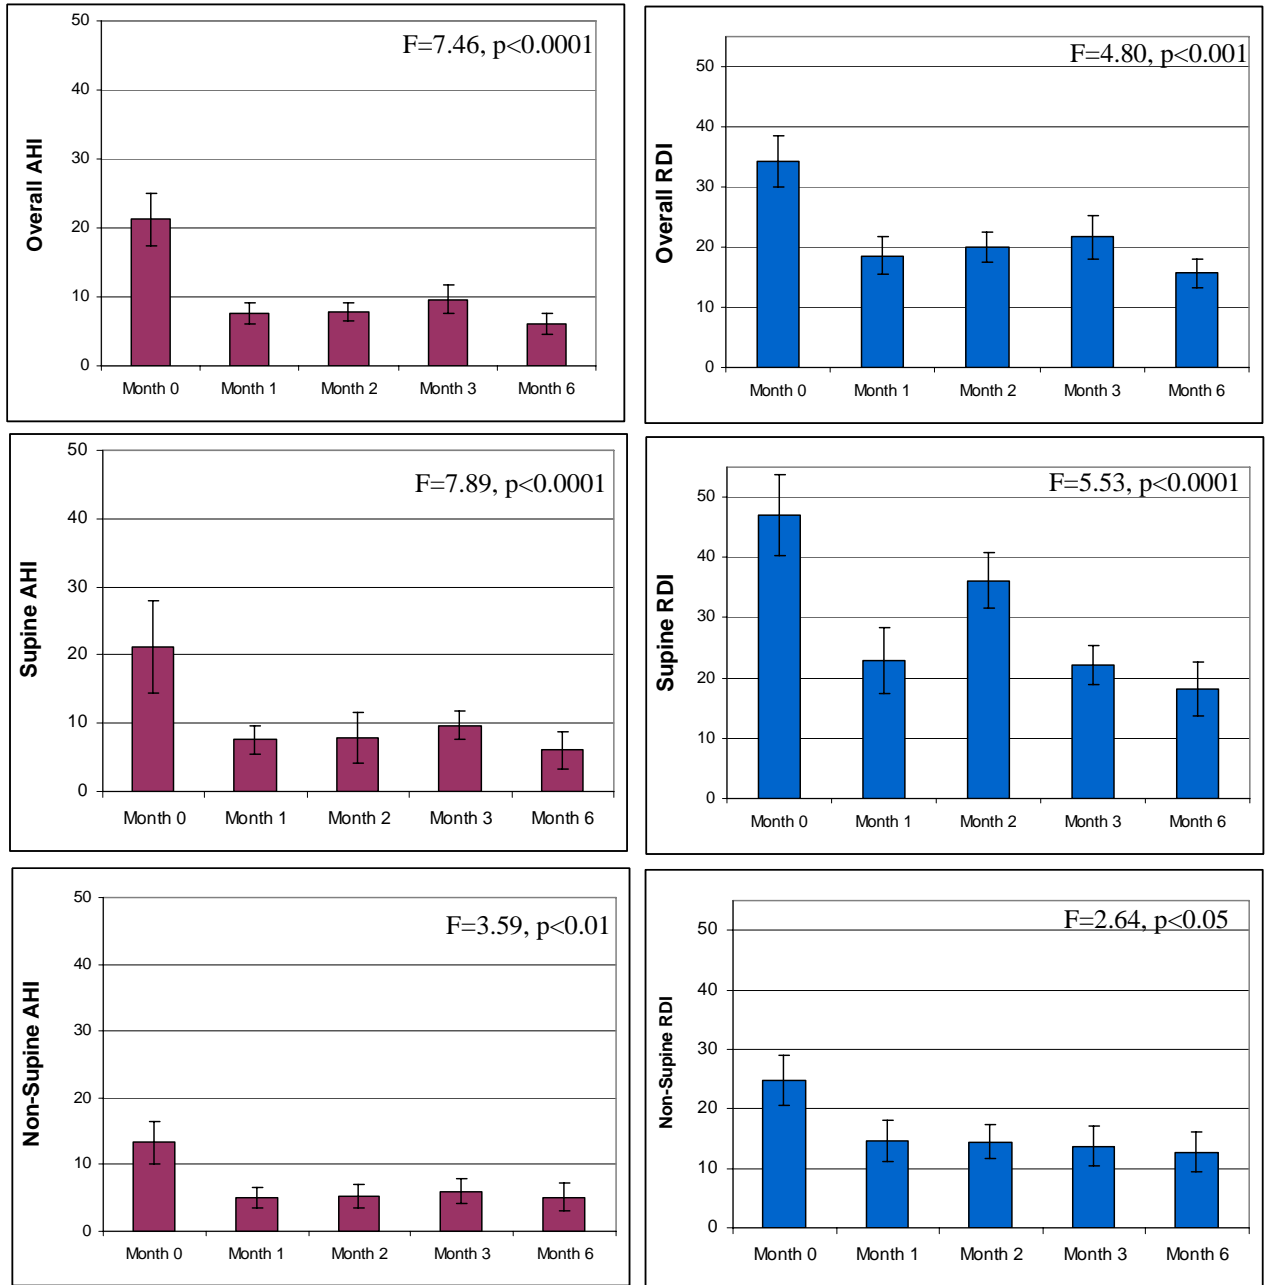 F=7.46, p<0.0001
Overall AHI
50
40
30
20
10
0
Month 0 Month 1 Month 2 Month 3 Month 6
F=4.80, p<0.001
Overall RDI
50
40
30
20
10
0
Month 0 Month 1 Month 2 Month 3 Month 6
F=7.89, p<0.0001
Supine AHI
50
40
30
20
10
0
Month 0 Month 1 Month 2 Month 3 Month 6
F=5.53, p<0.0001
Supine RDI
50
40
30
20
10
0
Month 0 Month 1 Month 2 Month 3 Month 6
F=3.59, p<0.01
Non-Supine AHI
50
40
30
20
10
0
Month 0 Month 1 Month 2 Month 3 Month 6
F=2.64, p<0.05
Non-Supine RDI
50
40
30
20
10
0
Month 0 Month 1 Month 2 Month 3 Month 6